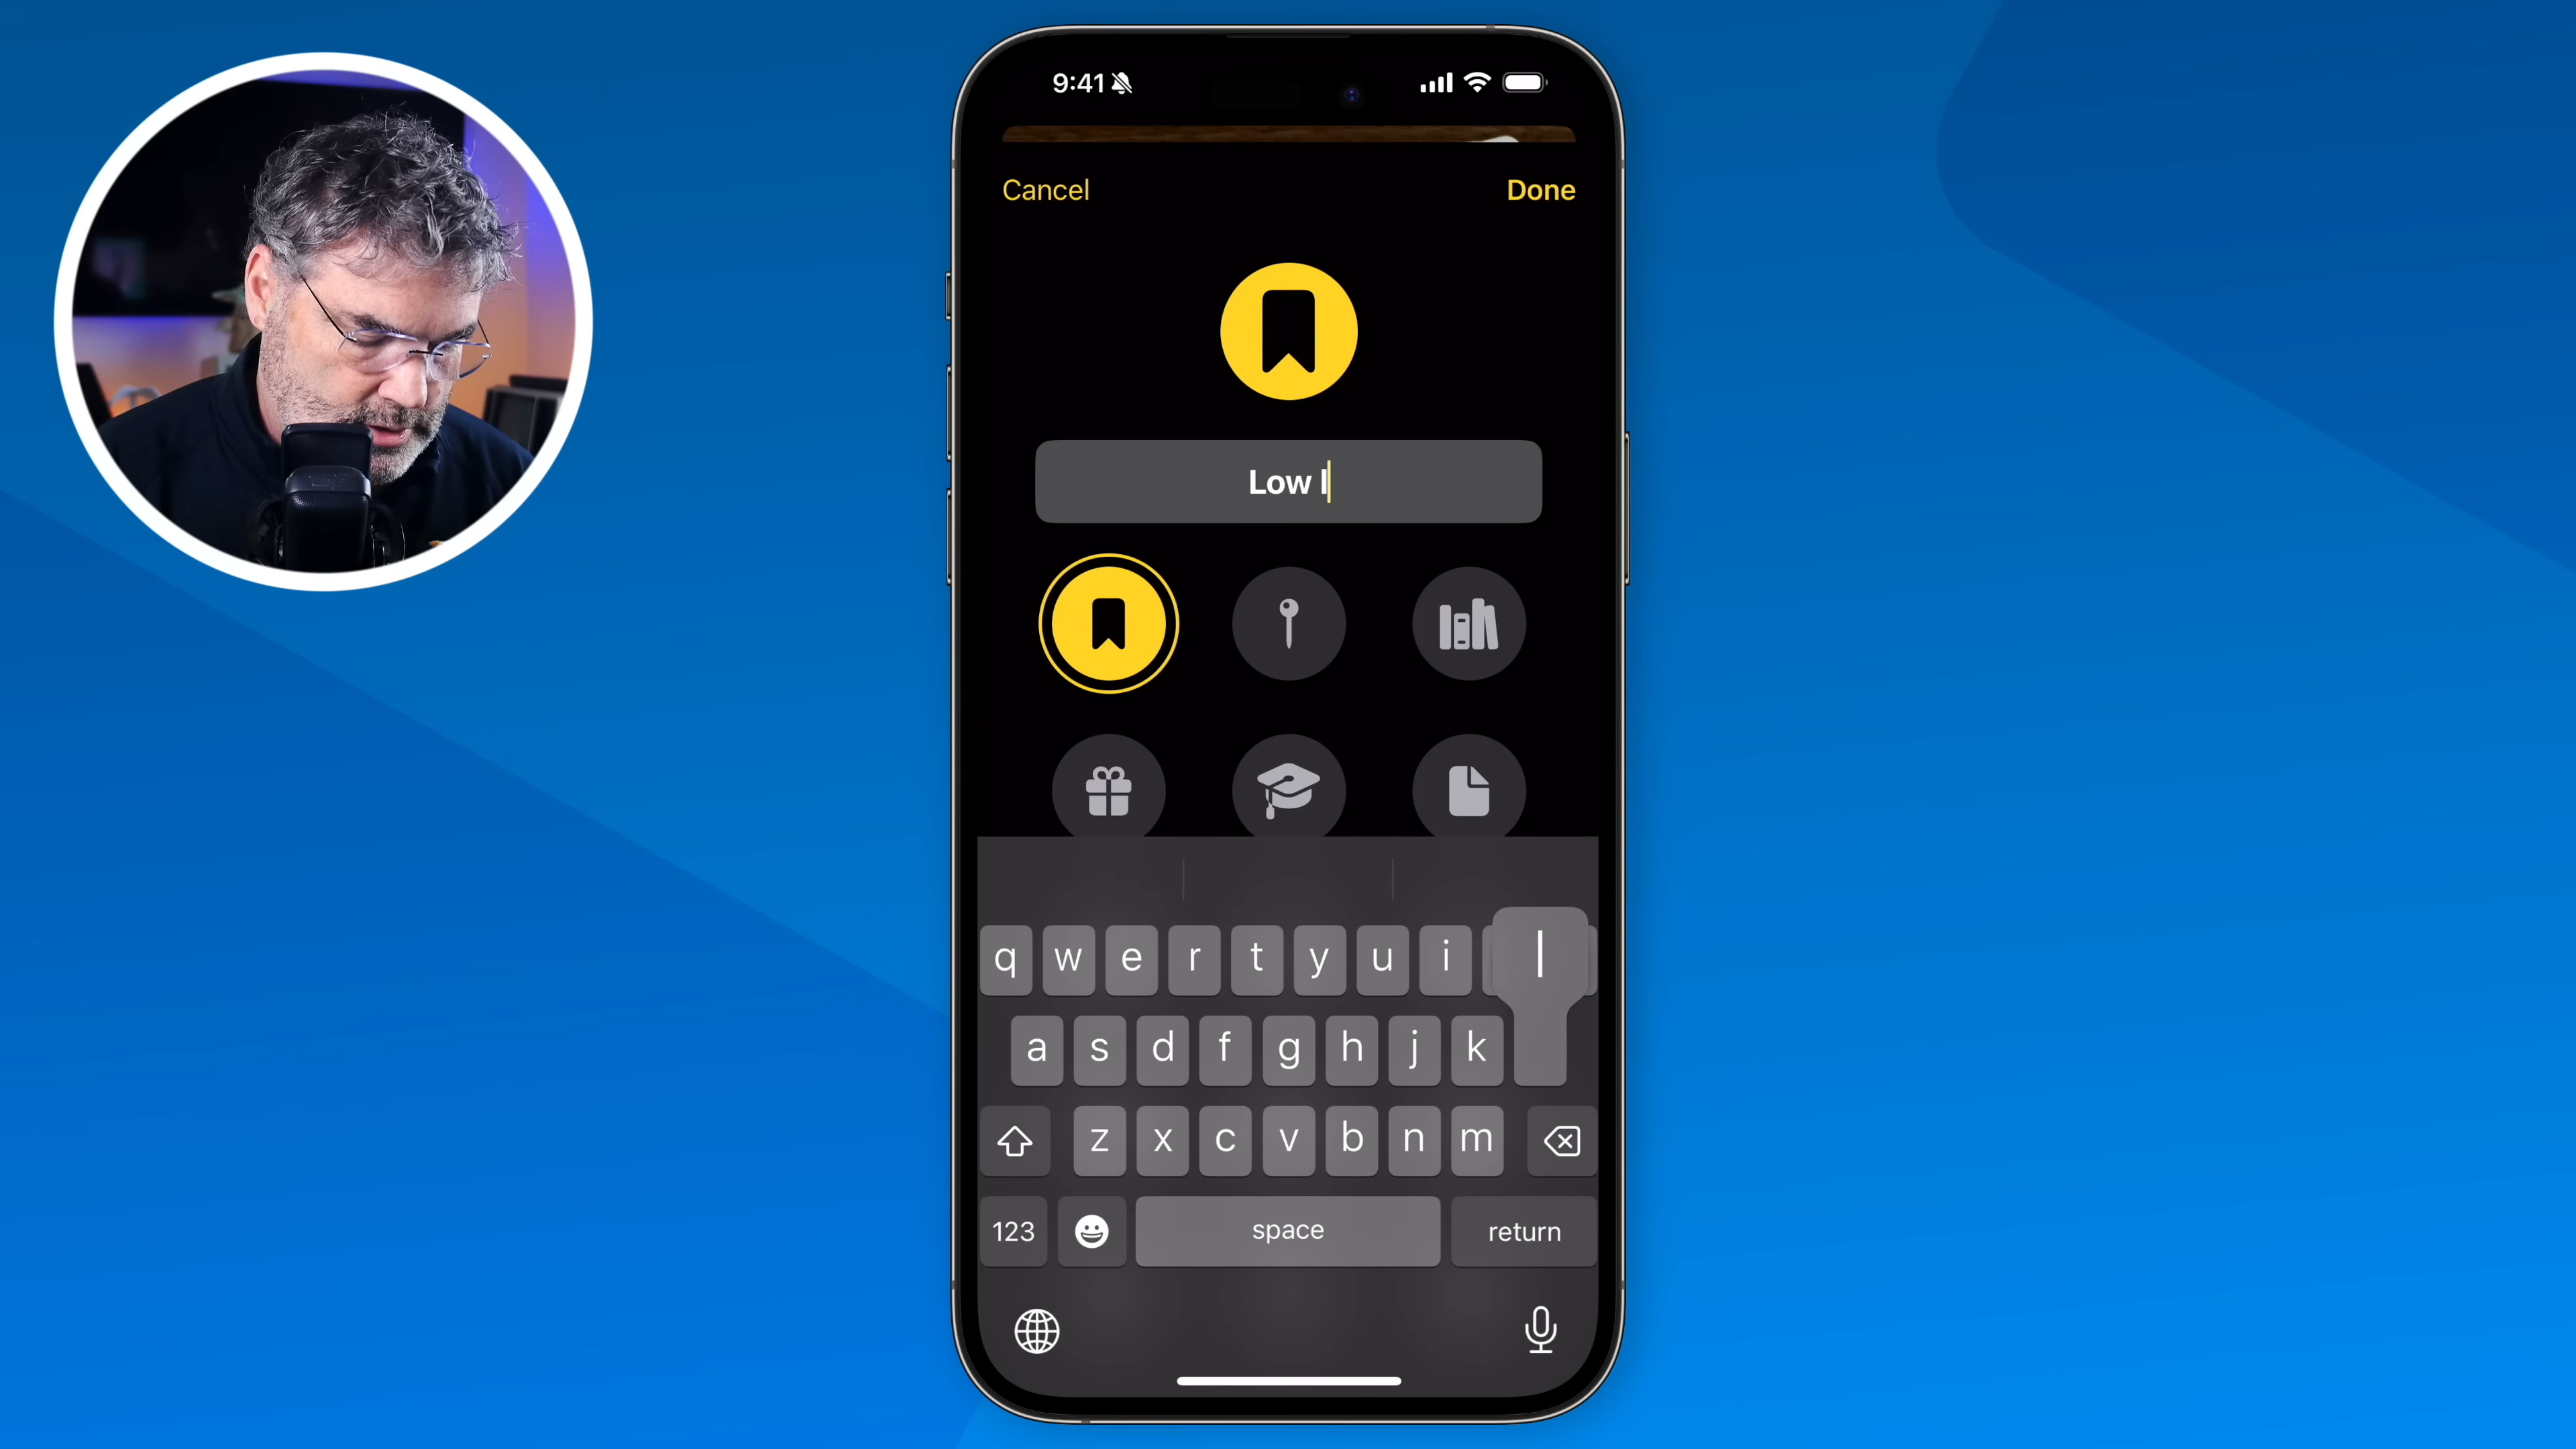 9:41
Cancel
Done
Low l
q w e r t y u i l
a s d f g h j k
z x c v b n m
123
space
return